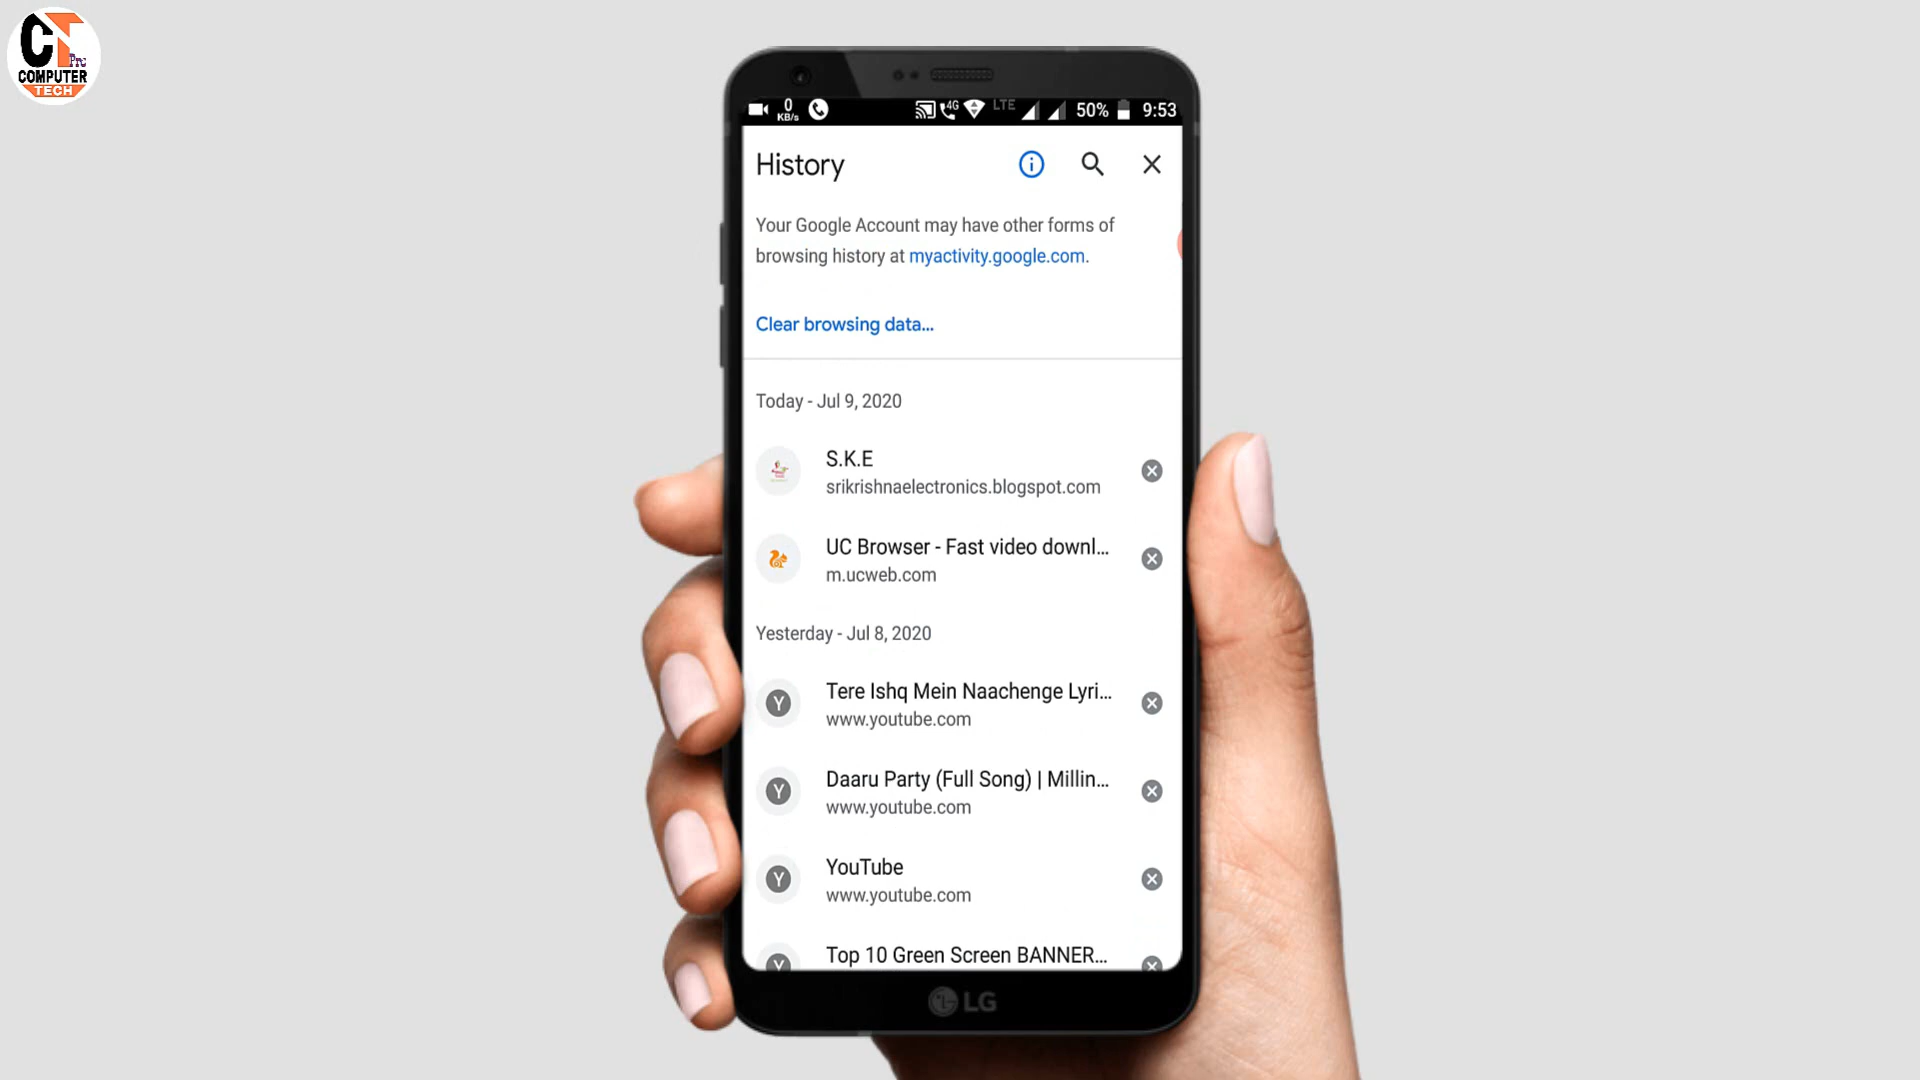 CT
Pro
COMPUTER
TECH
0
KB/s
4G
LTE
50%
9:53
History
Your Google Account may have other forms of
browsing history at myactivity.google.com.
Clear browsing data...
Today - Jul 9, 2020
S.K.E
srikrishnaelectronics.blogspot.com
UC Browser - Fast video downl...
m.ucweb.com
Yesterday - Jul 8, 2020
Y
Tere Ishq Mein Naachenge Lyri...
www.youtube.com
Y
Daaru Party (Full Song) | Millin...
www.youtube.com
Y
YouTube
www.youtube.com
Y
Top 10 Green Screen BANNER...
LG